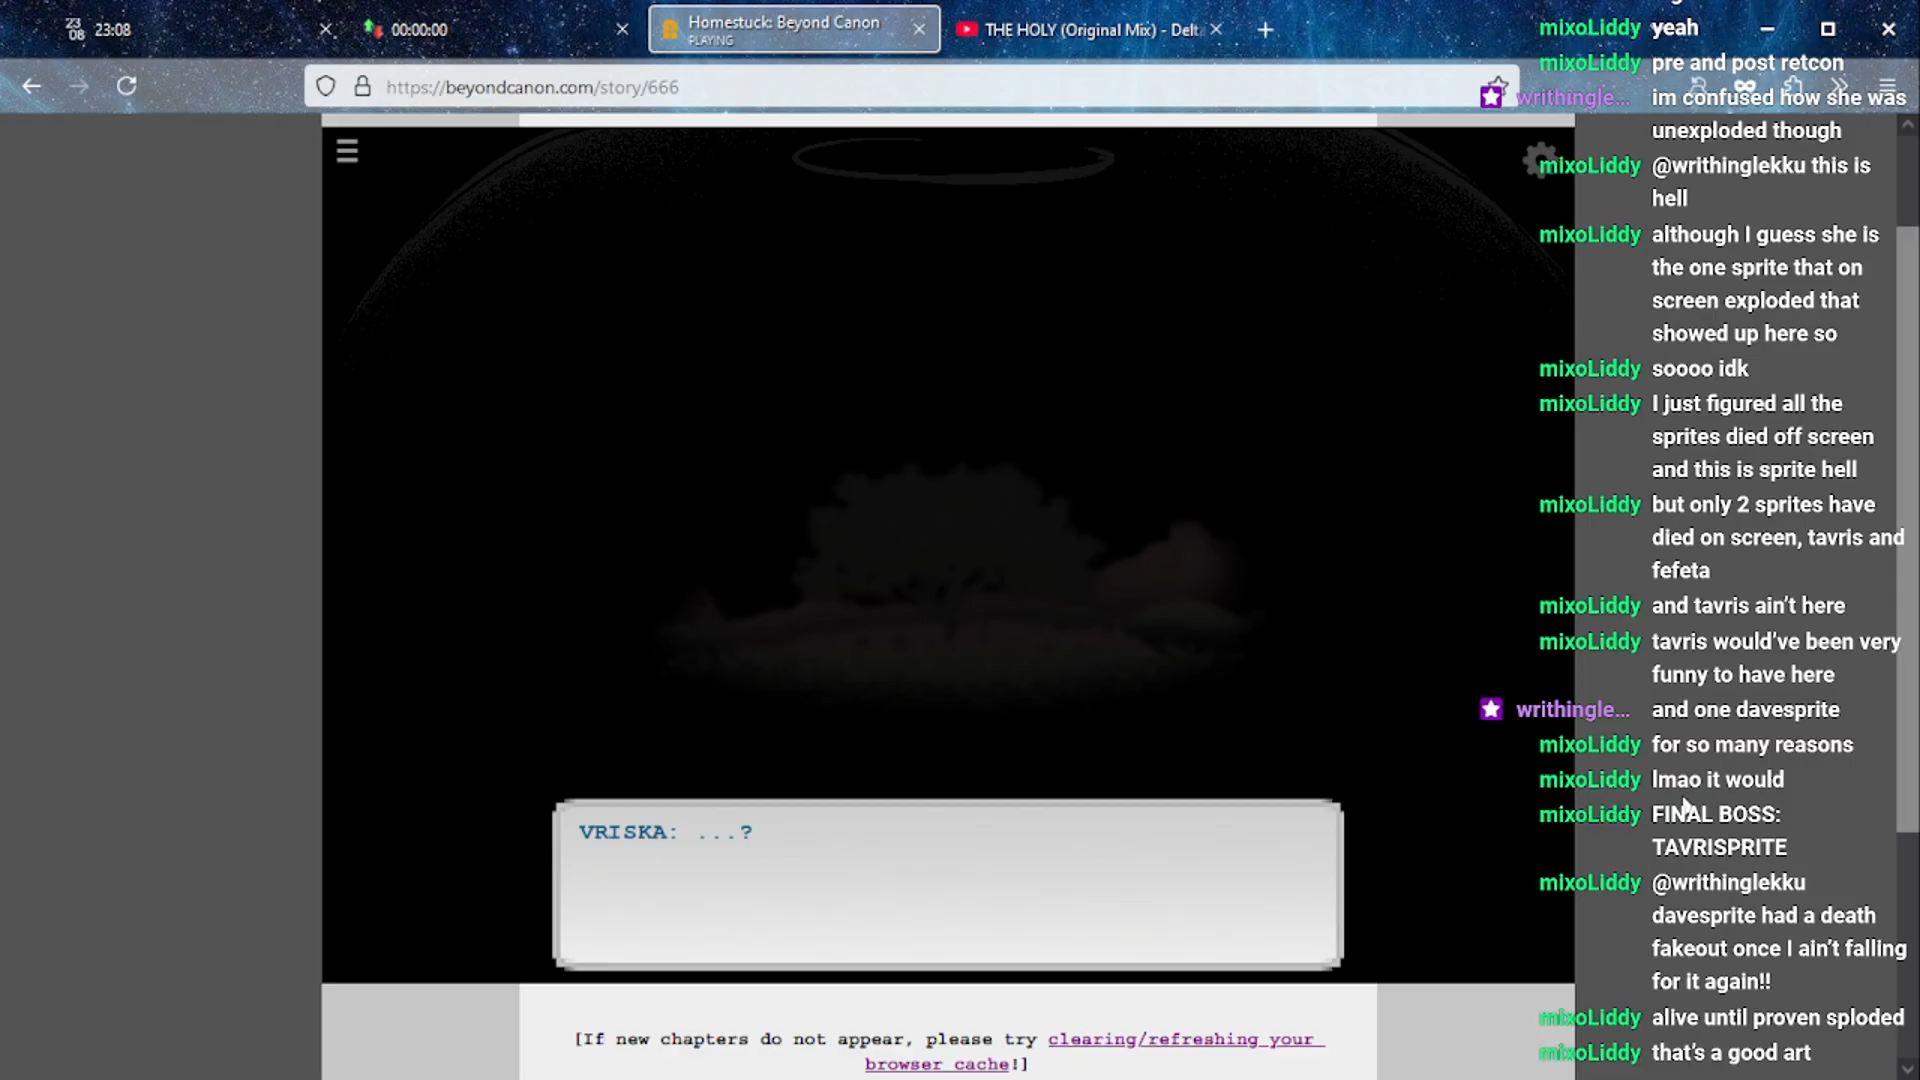 23 08 23:08
00:00:00
Homestuck: Beyond Canon
PLAYING
THE HOLY (Original Mix) - Delt
https://beyondcanon.com/story/666
mixoLiddy yeah
mixoLiddy pre and post retcon
writhingle... im confused how she was
unexploded though
mixoLiddy @writhinglekku this is
hell
mixoLiddy although I guess she is
the one sprite that on
screen exploded that
showed up here so
mixoLiddy soooo idk
mixoLiddy I just figured all the
sprites died off screen
and this is sprite hell
mixoLiddy but only 2 sprites have
died on screen, tavris and
fefeta
mixoLiddy and tavris ain't here
mixoLiddy tavris would've been very
funny to have here
writhingle... and one davesprite
mixoLiddy for so many reasons
mixoLiddy lmao it would
mixoLiddy FINAL BOSS:
TAVRISPRITE
mixoLiddy @writhinglekku
davesprite had a death
fakeout once I ain't falling
for it again!!
mixoLiddy alive until proven sploded
mixoLiddy that's a good art
VRISKA: ...?
[If new chapters do not appear, please try clearing/refreshing your
browser cache!]